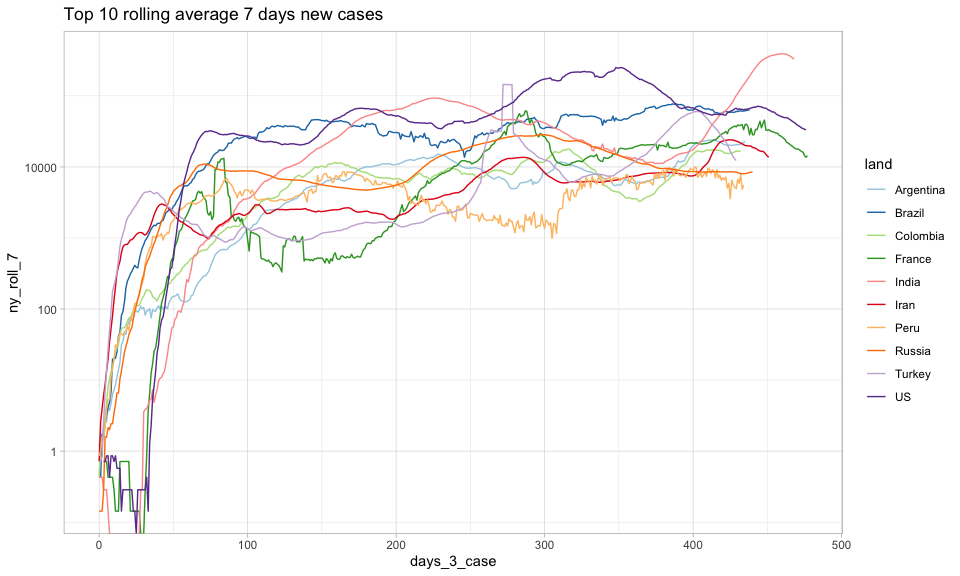 Top 10 rolling average 7 days new cases
ny_roll_7
10000
100
1
0
100
200
300
400
500
days_3_case
land
Argentina
Brazil
Colombia
France
India
Iran
Peru
Russia
Turkey
US